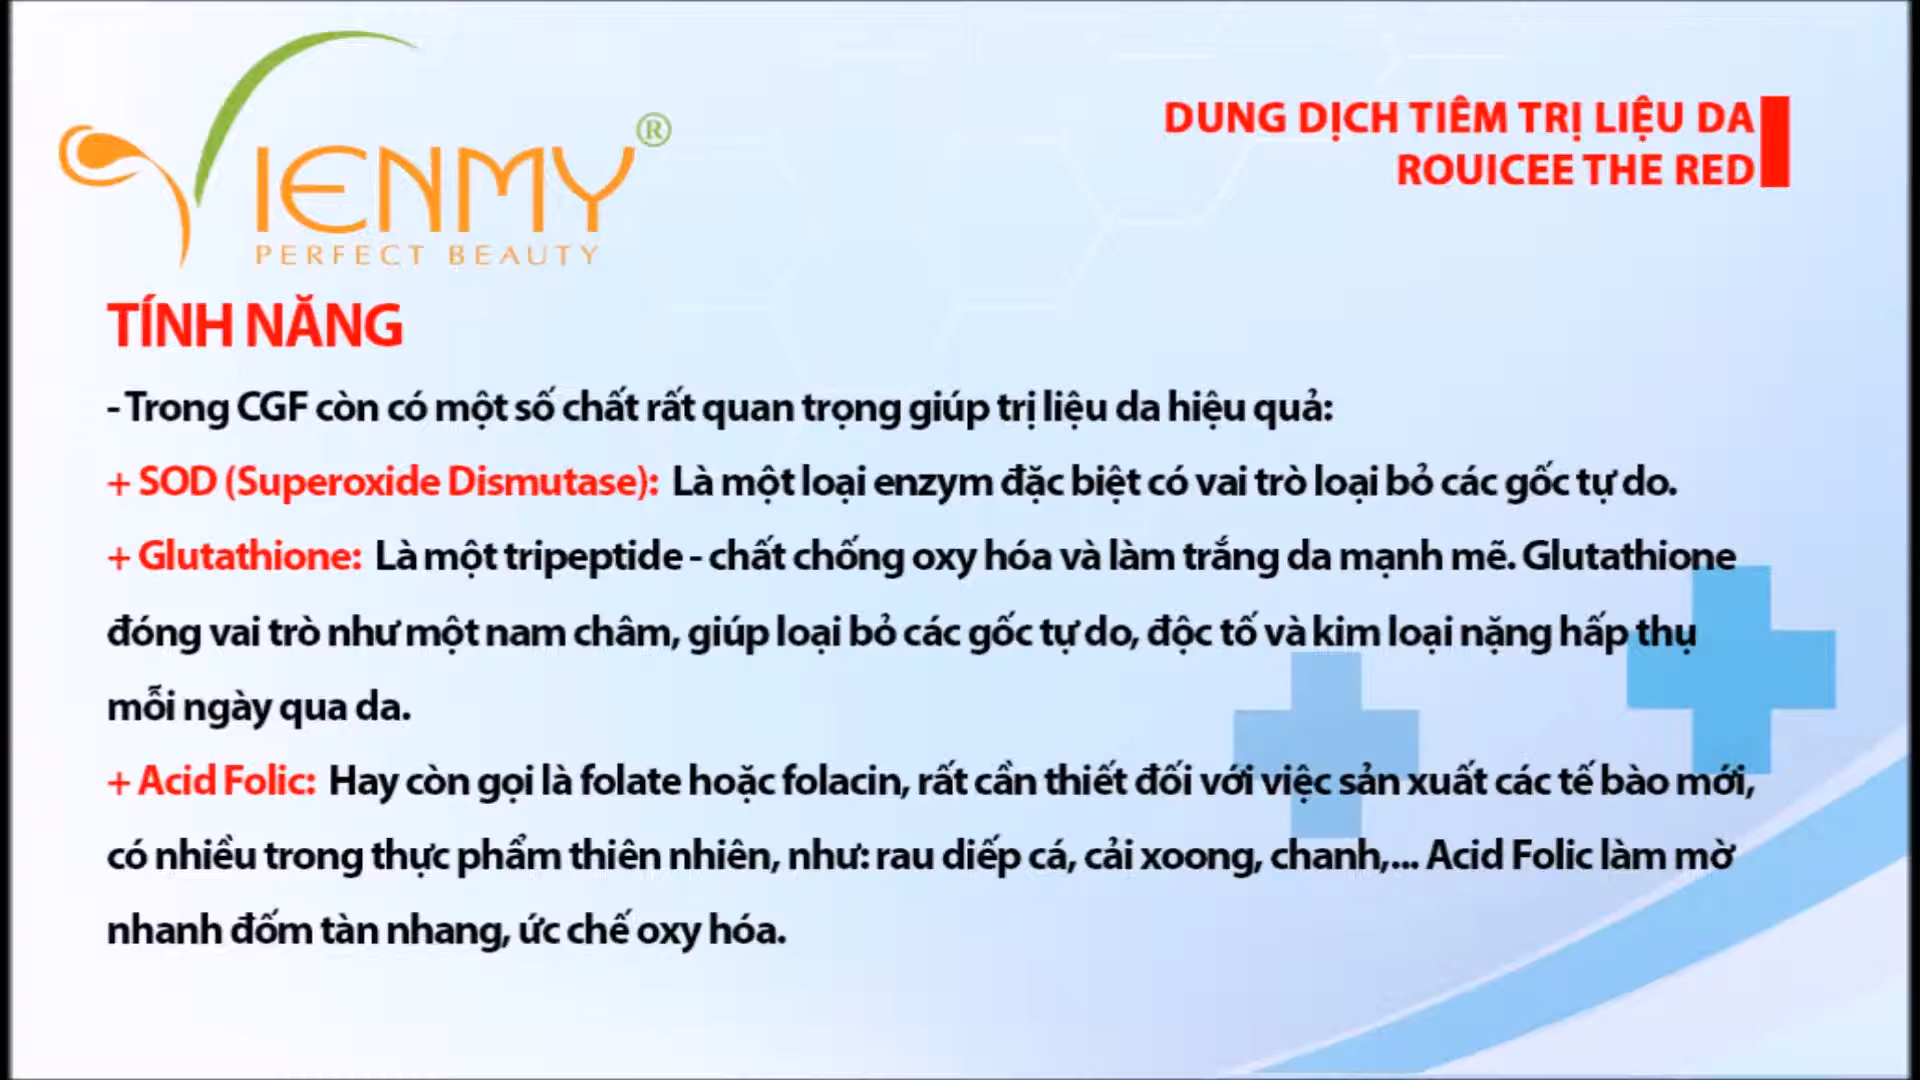 VIENMY®
PERFECT BEAUTY
DUNG DỊCH TIÊM TRỊ LIỆU DA
ROUICEE THE RED
TÍNH NĂNG
- Trong CGF còn có một số chất rất quan trọng giúp trị liệu da hiệu quả:
+ SOD (Superoxide Dismutase): Là một loại enzym đặc biệt có vai trò loại bỏ các gốc tự do.
+ Glutathione: Là một tripeptide - chất chống oxy hóa và làm trắng da mạnh mẽ. Glutathione
đóng vai trò như một nam châm, giúp loại bỏ các gốc tự do, độc tố và kim loại nặng hấp thụ
mỗi ngày qua da.
+ Acid Folic: Hay còn gọi là folate hoặc folacin, rất cần thiết đối với việc sản xuất các tế bào mới,
có nhiều trong thực phẩm thiên nhiên, như: rau diếp cá, cải xoong, chanh,... Acid Folic làm mờ
nhanh đốm tàn nhang, ức chế oxy hóa.